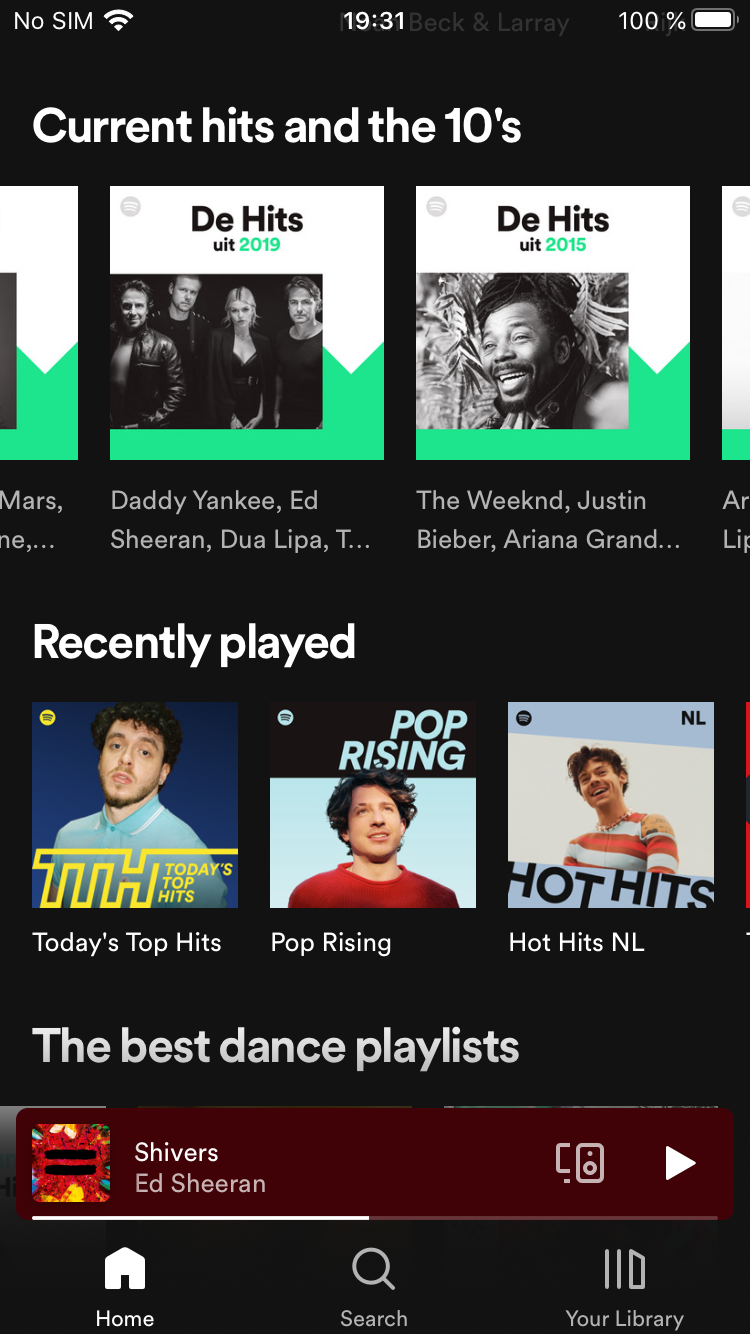 No SIM 19:31 100 %
Beck & Larray
Current hits and the 10's
De Hits
uit 2019
De Hits
uit 2015
Mars,
ne,...
Daddy Yankee, Ed
Sheeran, Dua Lipa, T...
The Weeknd, Justin
Bieber, Ariana Grand...
Ar
Lip
Recently played
TTH TODAY'S
TOP
HITS
POP
RISING
NL
HOT HITS
Today's Top Hits
Pop Rising
Hot Hits NL
The best dance playlists
Shivers
Ed Sheeran
Home
Search
Your Library